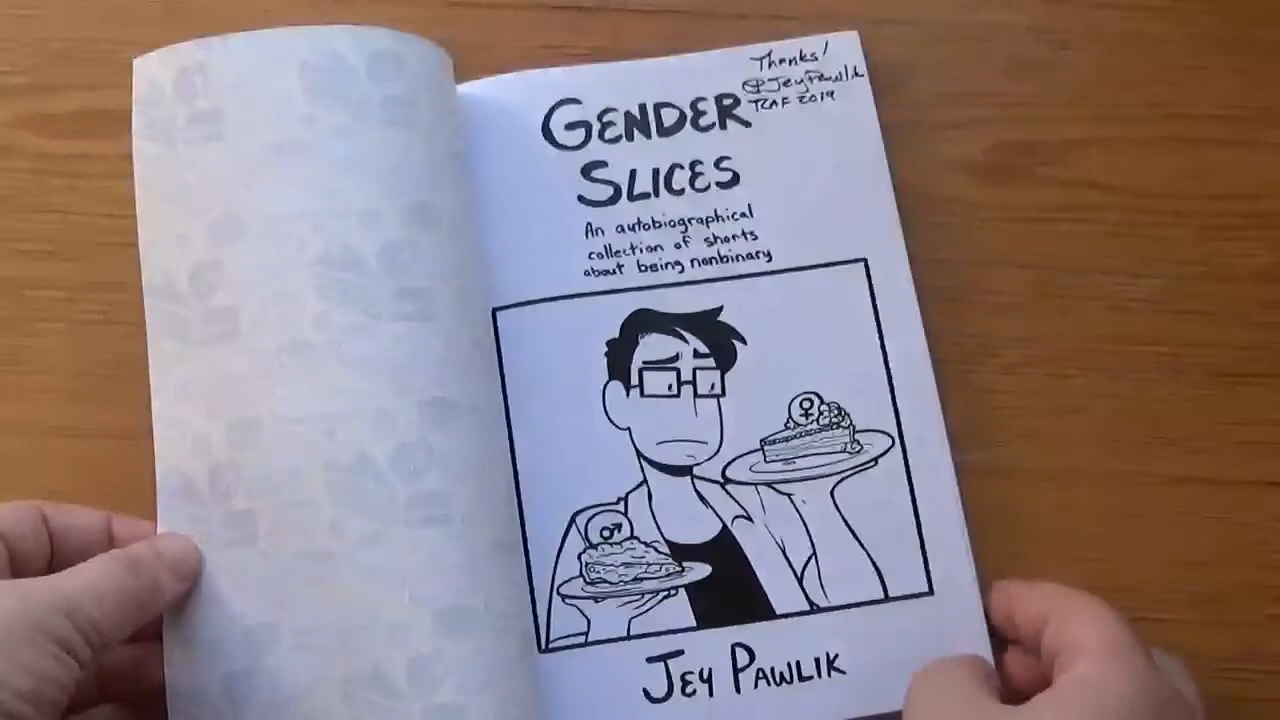 Thanks!
@JeyPawlik
TCAF 2019
GENDER
SLICES
An autobiographical
collection of shorts
about being nonbinary
♀
♂
JEY PAWLIK